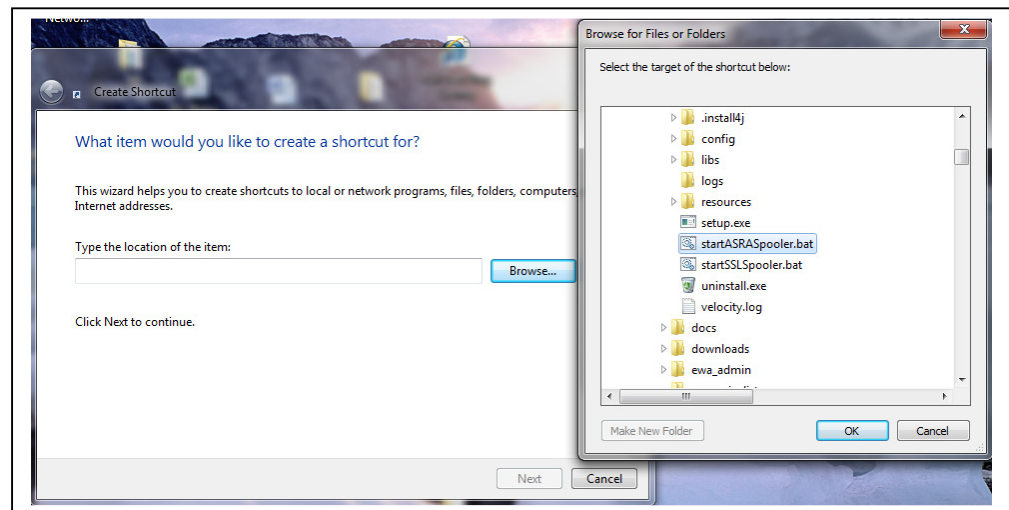 Netwo...
Create Shortcut
What item would you like to create a shortcut for?
This wizard helps you to create shortcuts to local or network programs, files, folders, computers,
Internet addresses.
Type the location of the item:
Browse...
Click Next to continue.
Next
Cancel
Browse for Files or Folders
Select the target of the shortcut below:
.install4j
config
libs
logs
resources
setup.exe
startASRASpooler.bat
startSSLSpooler.bat
uninstall.exe
velocity.log
docs
downloads
ewa_admin
Make New Folder
OK
Cancel